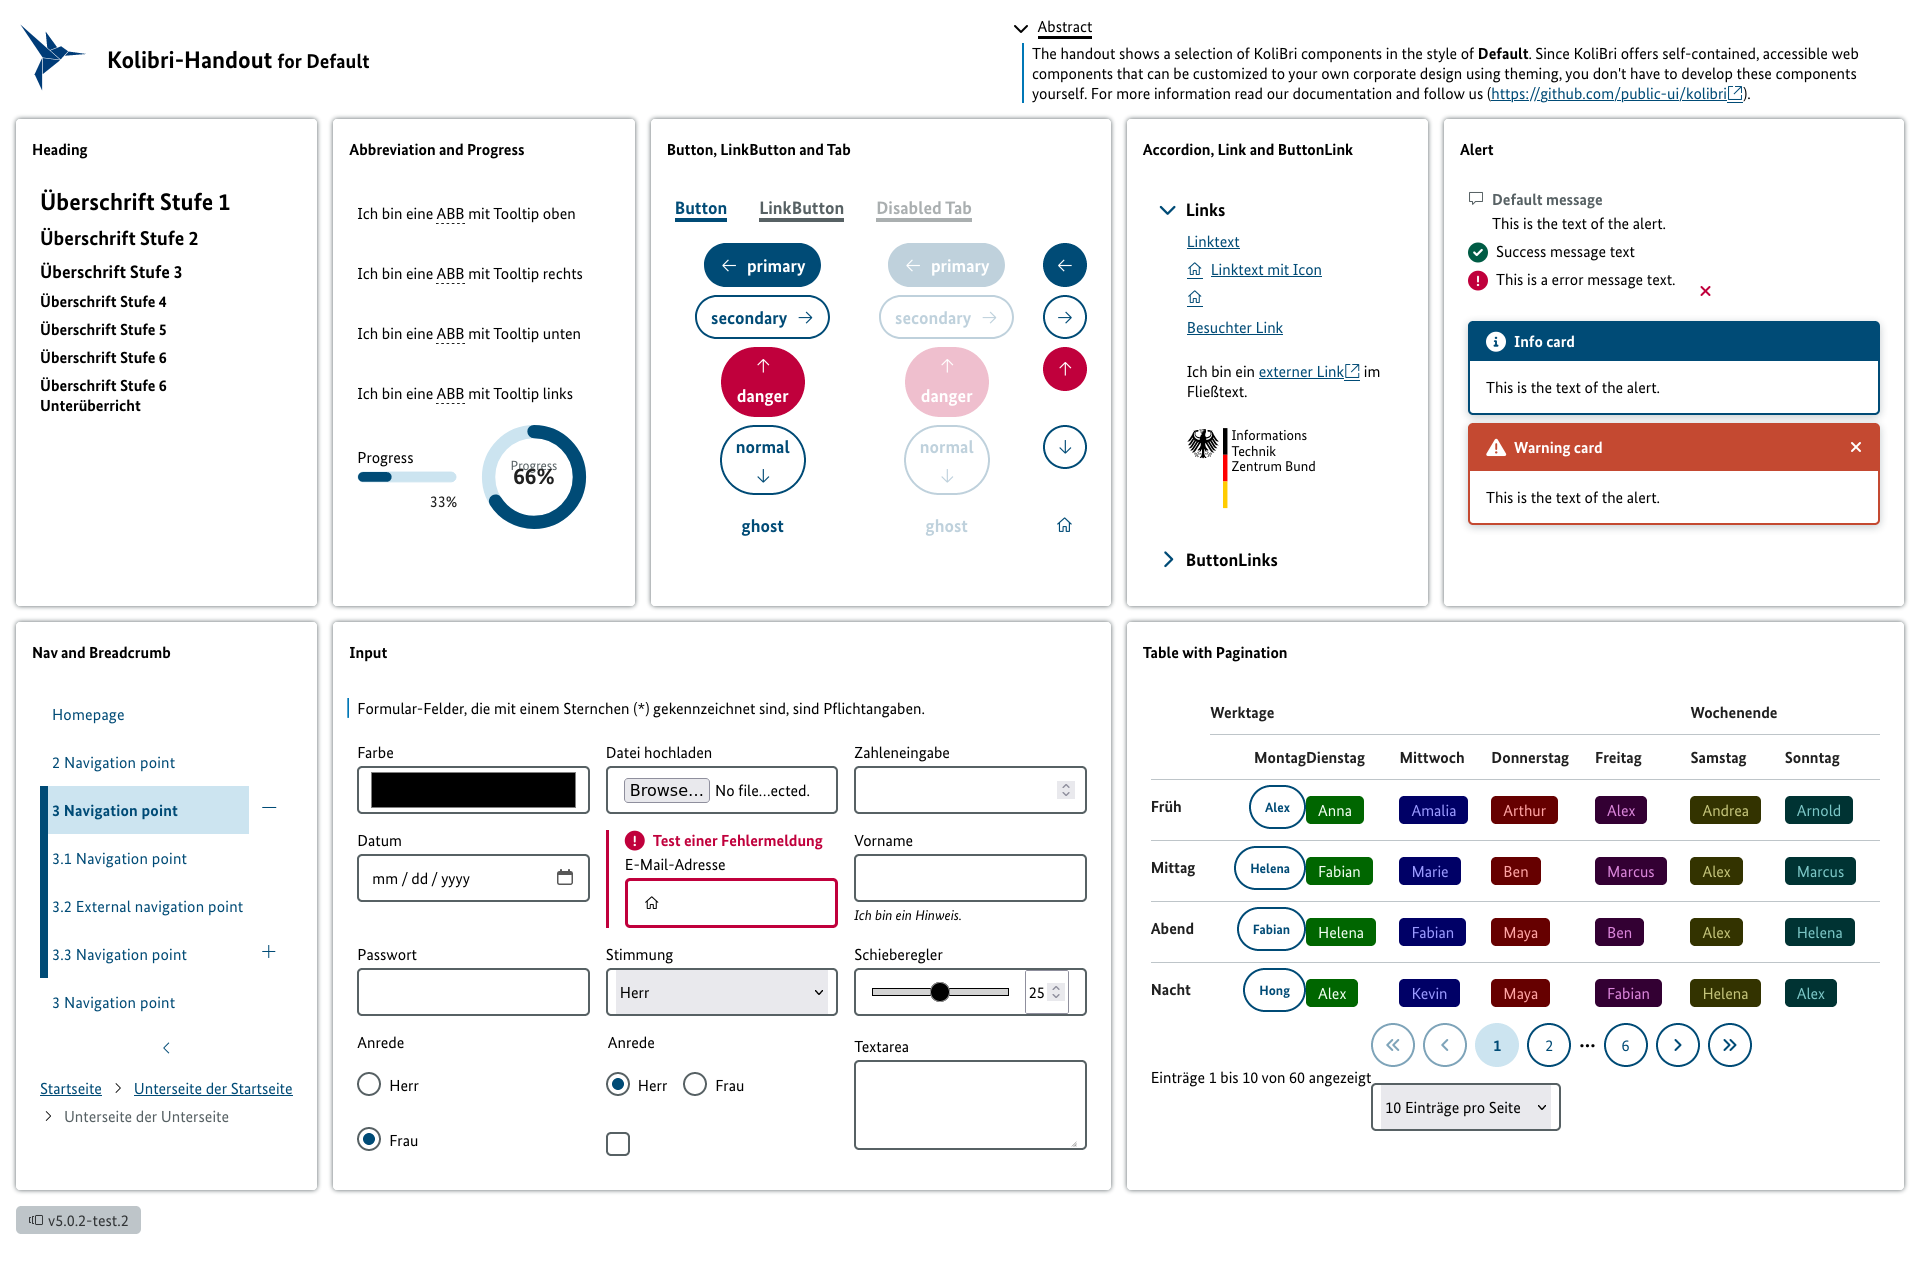 Kolibri-Handout for Default
Abstract
The handout shows a selection of KoliBri components in the style of Default. Since KoliBri offers self-contained, accessible web
components that can be customized to your own corporate design using theming, you don't have to develop these components
yourself. For more information read our documentation and follow us (https://github.com/public-ui/kolibri).
Heading
Überschrift Stufe 1
Überschrift Stufe 2
Überschrift Stufe 3
Überschrift Stufe 4
Überschrift Stufe 5
Überschrift Stufe 6
Überschrift Stufe 6
Unterüberricht
Abbreviation and Progress
Ich bin eine ABB mit Tooltip oben
Ich bin eine ABB mit Tooltip rechts
Ich bin eine ABB mit Tooltip unten
Ich bin eine ABB mit Tooltip links
Progress
33%
Progress
66%
Button, LinkButton and Tab
Button LinkButton Disabled Tab
primary primary
secondary secondary
danger danger
normal normal
ghost ghost
Accordion, Link and ButtonLink
Links
Linktext
Linktext mit Icon
Besuchter Link
Ich bin ein externer Link im
Fließtext.
Informations
Technik
Zentrum Bund
ButtonLinks
Alert
Default message
This is the text of the alert.
Success message text
This is a error message text.
Info card
This is the text of the alert.
Warning card
This is the text of the alert.
Nav and Breadcrumb
Homepage
2 Navigation point
3 Navigation point
3.1 Navigation point
3.2 External navigation point
3.3 Navigation point
3 Navigation point
Startseite Unterseite der Startseite
Unterseite der Unterseite
Input
Formular-Felder, die mit einem Sternchen (*) gekennzeichnet sind, sind Pflichtangaben.
Farbe
Datei hochladen
Browse... No file...ected.
Zahleneingabe
Datum
mm / dd / yyyy
Test einer Fehlermeldung
E-Mail-Adresse
Vorname
Ich bin ein Hinweis.
Passwort
Stimmung
Herr
Schieberegler
25
Anrede
Herr
Frau
Anrede
Herr Frau
Textarea
Table with Pagination
Werktage Wochenende
Montag Dienstag Mittwoch Donnerstag Freitag Samstag Sonntag
Früh Alex Anna Amalia Arthur Alex Andrea Arnold
Mittag Helena Fabian Marie Ben Marcus Alex Marcus
Abend Fabian Helena Fabian Maya Ben Alex Helena
Nacht Hong Alex Kevin Maya Fabian Helena Alex
1 2 ••• 6
Einträge 1 bis 10 von 60 angezeigt
10 Einträge pro Seite
v5.0.2-test.2